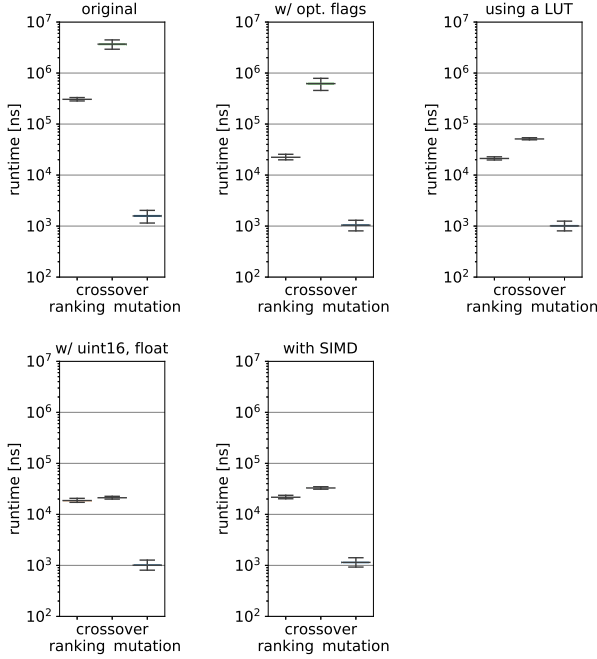 original
10^7
10^6
10^5
10^4
10^3
10^2
runtime [ns]
crossover
ranking mutation
w/ opt. flags
10^7
10^6
10^5
10^4
10^3
10^2
runtime [ns]
crossover
ranking mutation
using a LUT
10^7
10^6
10^5
10^4
10^3
10^2
runtime [ns]
crossover
ranking mutation
w/ uint16, float
10^7
10^6
10^5
10^4
10^3
10^2
runtime [ns]
crossover
ranking mutation
with SIMD
10^7
10^6
10^5
10^4
10^3
10^2
runtime [ns]
crossover
ranking mutation